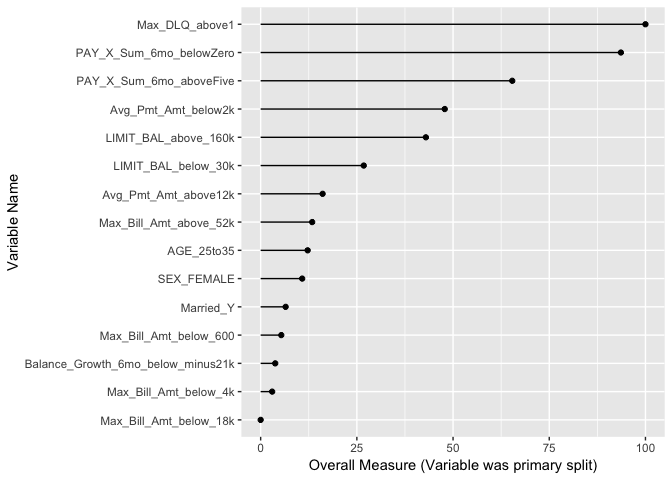 Max_DLQ_above1
PAY_X_Sum_6mo_belowZero
PAY_X_Sum_6mo_aboveFive
Avg_Pmt_Amt_below2k
LIMIT_BAL_above_160k
LIMIT_BAL_below_30k
Avg_Pmt_Amt_above12k
Max_Bill_Amt_above_52k
AGE_25to35
SEX_FEMALE
Married_Y
Max_Bill_Amt_below_600
Balance_Growth_6mo_below_minus21k
Max_Bill_Amt_below_4k
Max_Bill_Amt_below_18k
Variable Name
0 25 50 75 100
Overall Measure (Variable was primary split)